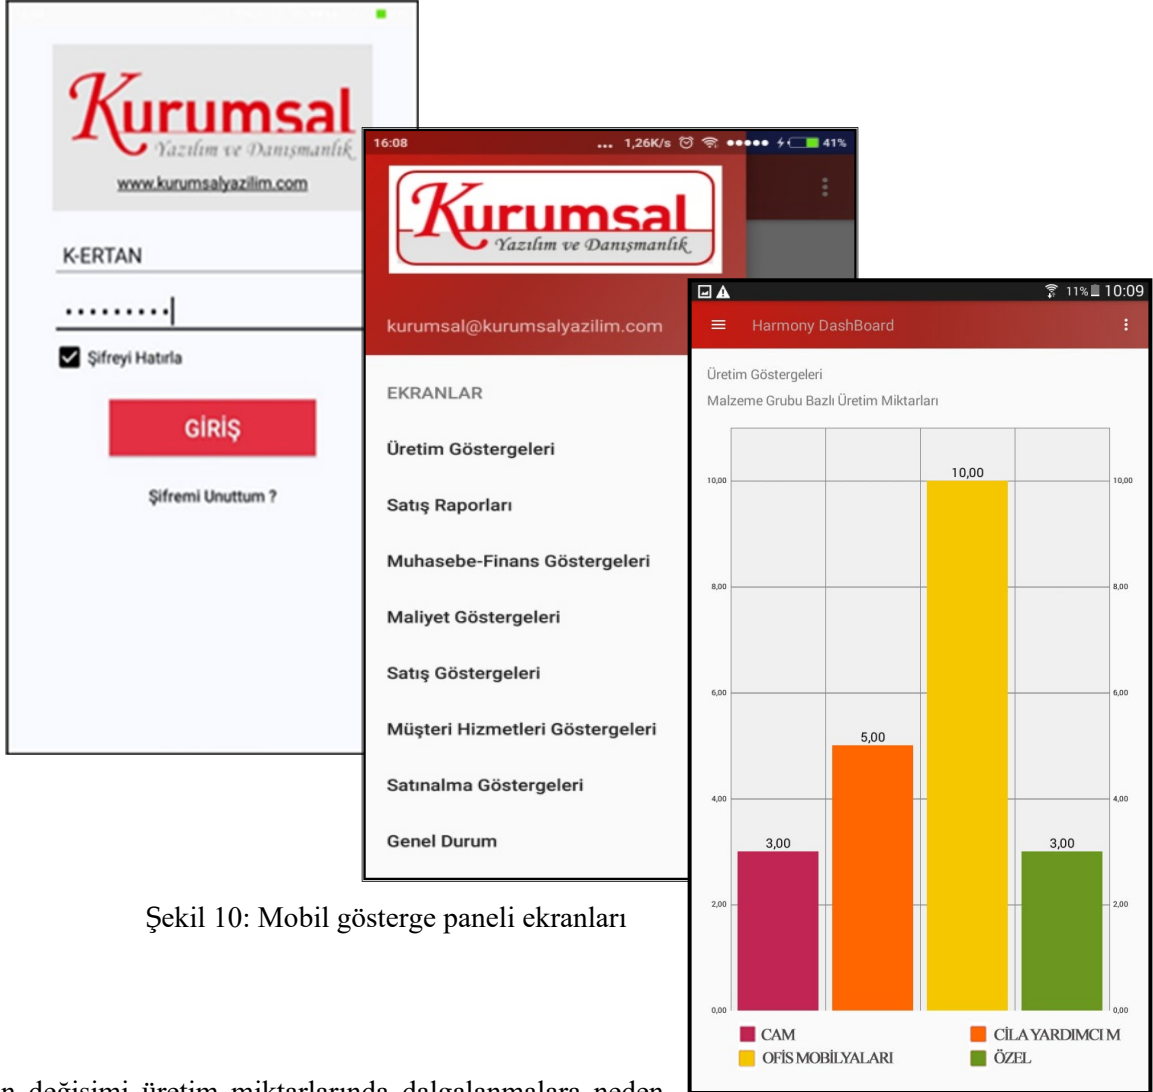 Kurumsal
Yazılım ve Danışmanlık
www.kurumsalyazilim.com
K-ERTAN
•••••••••
Şifreyi Hatırla
GİRİŞ
Şifremi Unuttum ?
16:08 ... 1,26K/s 41%
Kurumsal
Yazılım ve Danışmanlık
kurumsal@kurumsalyazilim.com
EKRANLAR
Üretim Göstergeleri
Satış Raporları
Muhasebe-Finans Göstergeleri
Maliyet Göstergeleri
Satış Göstergeleri
Müşteri Hizmetleri Göstergeleri
Satınalma Göstergeleri
Genel Durum
11% 10:09
Harmony DashBoard
Üretim Göstergeleri
Malzeme Grubu Bazlı Üretim Miktarları
10,00
10,00 10,00
8,00 8,00
6,00 6,00
5,00
4,00 4,00
3,00 3,00
2,00 2,00
0,00 0,00
CAM CİLA YARDIMCI M
OFİS MOBİLYALARI ÖZEL
Şekil 10: Mobil gösterge paneli ekranları
n değişimi üretim miktarlarında dalgalanmalara neden